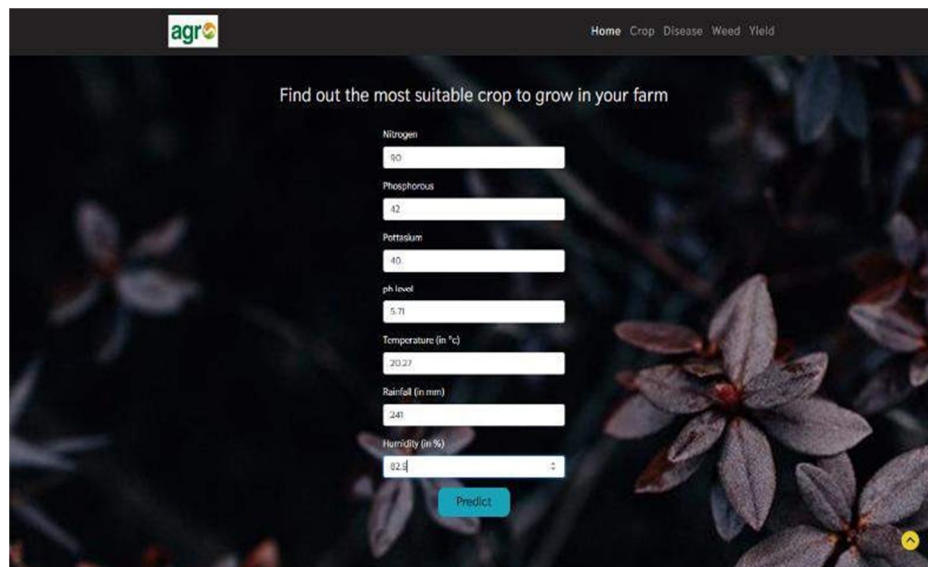 agro
Home Crop Disease Weed Yield
Find out the most suitable crop to grow in your farm
Nitrogen
90
Phosphorous
42
Pottasium
40
ph level
5.71
Temperature (in °c)
20.27
Rainfall (in mm)
241
Humidity (in %)
82.9
Predict